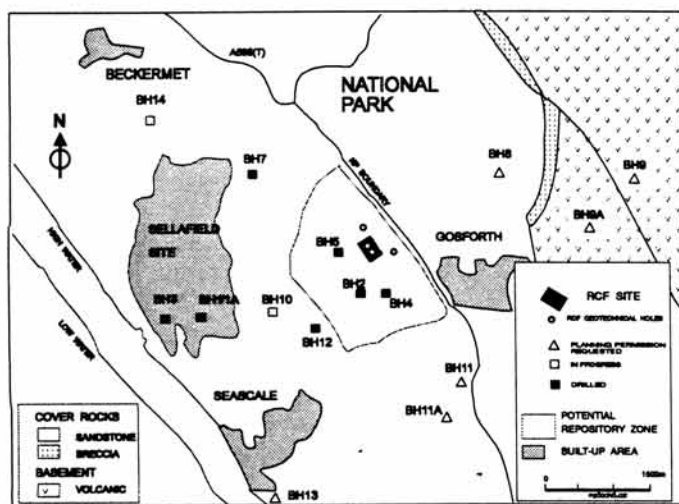 BECKERMET
BH14
N
A595(T)
NATIONAL
PARK
BH7
NP BOUNDARY
BH8
BH9
BH9A
GOSFORTH
SELLAFIELD
SITE
HIGH WATER
LOW WATER
BH5
BH2
BH4
BH3
BH10
BH12
SEASCALE
BH11
BH11A
BH13
COVER ROCKS
SANDSTONE
BRECCIA
BASEMENT
VOLCANIC
RCF SITE
RCF GEOTECHNICAL HOLES
PLANNING PERMISSION
REQUESTED
IN PROGRESS
DRILLED
POTENTIAL
REPOSITORY ZONE
BUILT-UP AREA
0
1500m